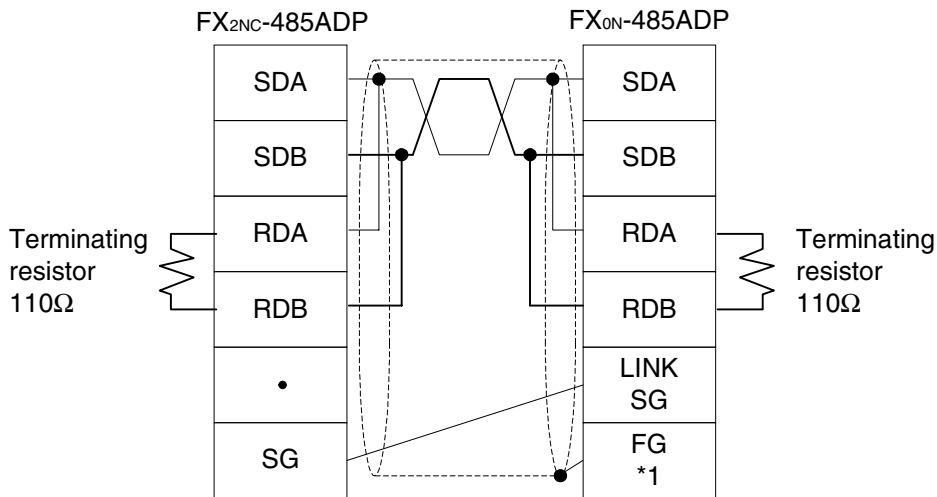 FX2NC-485ADP
SDA
SDB
RDA
RDB
•
SG
Terminating
resistor
110Ω
FX0N-485ADP
SDA
SDB
RDA
RDB
LINK
SG
FG
*1
Terminating
resistor
110Ω